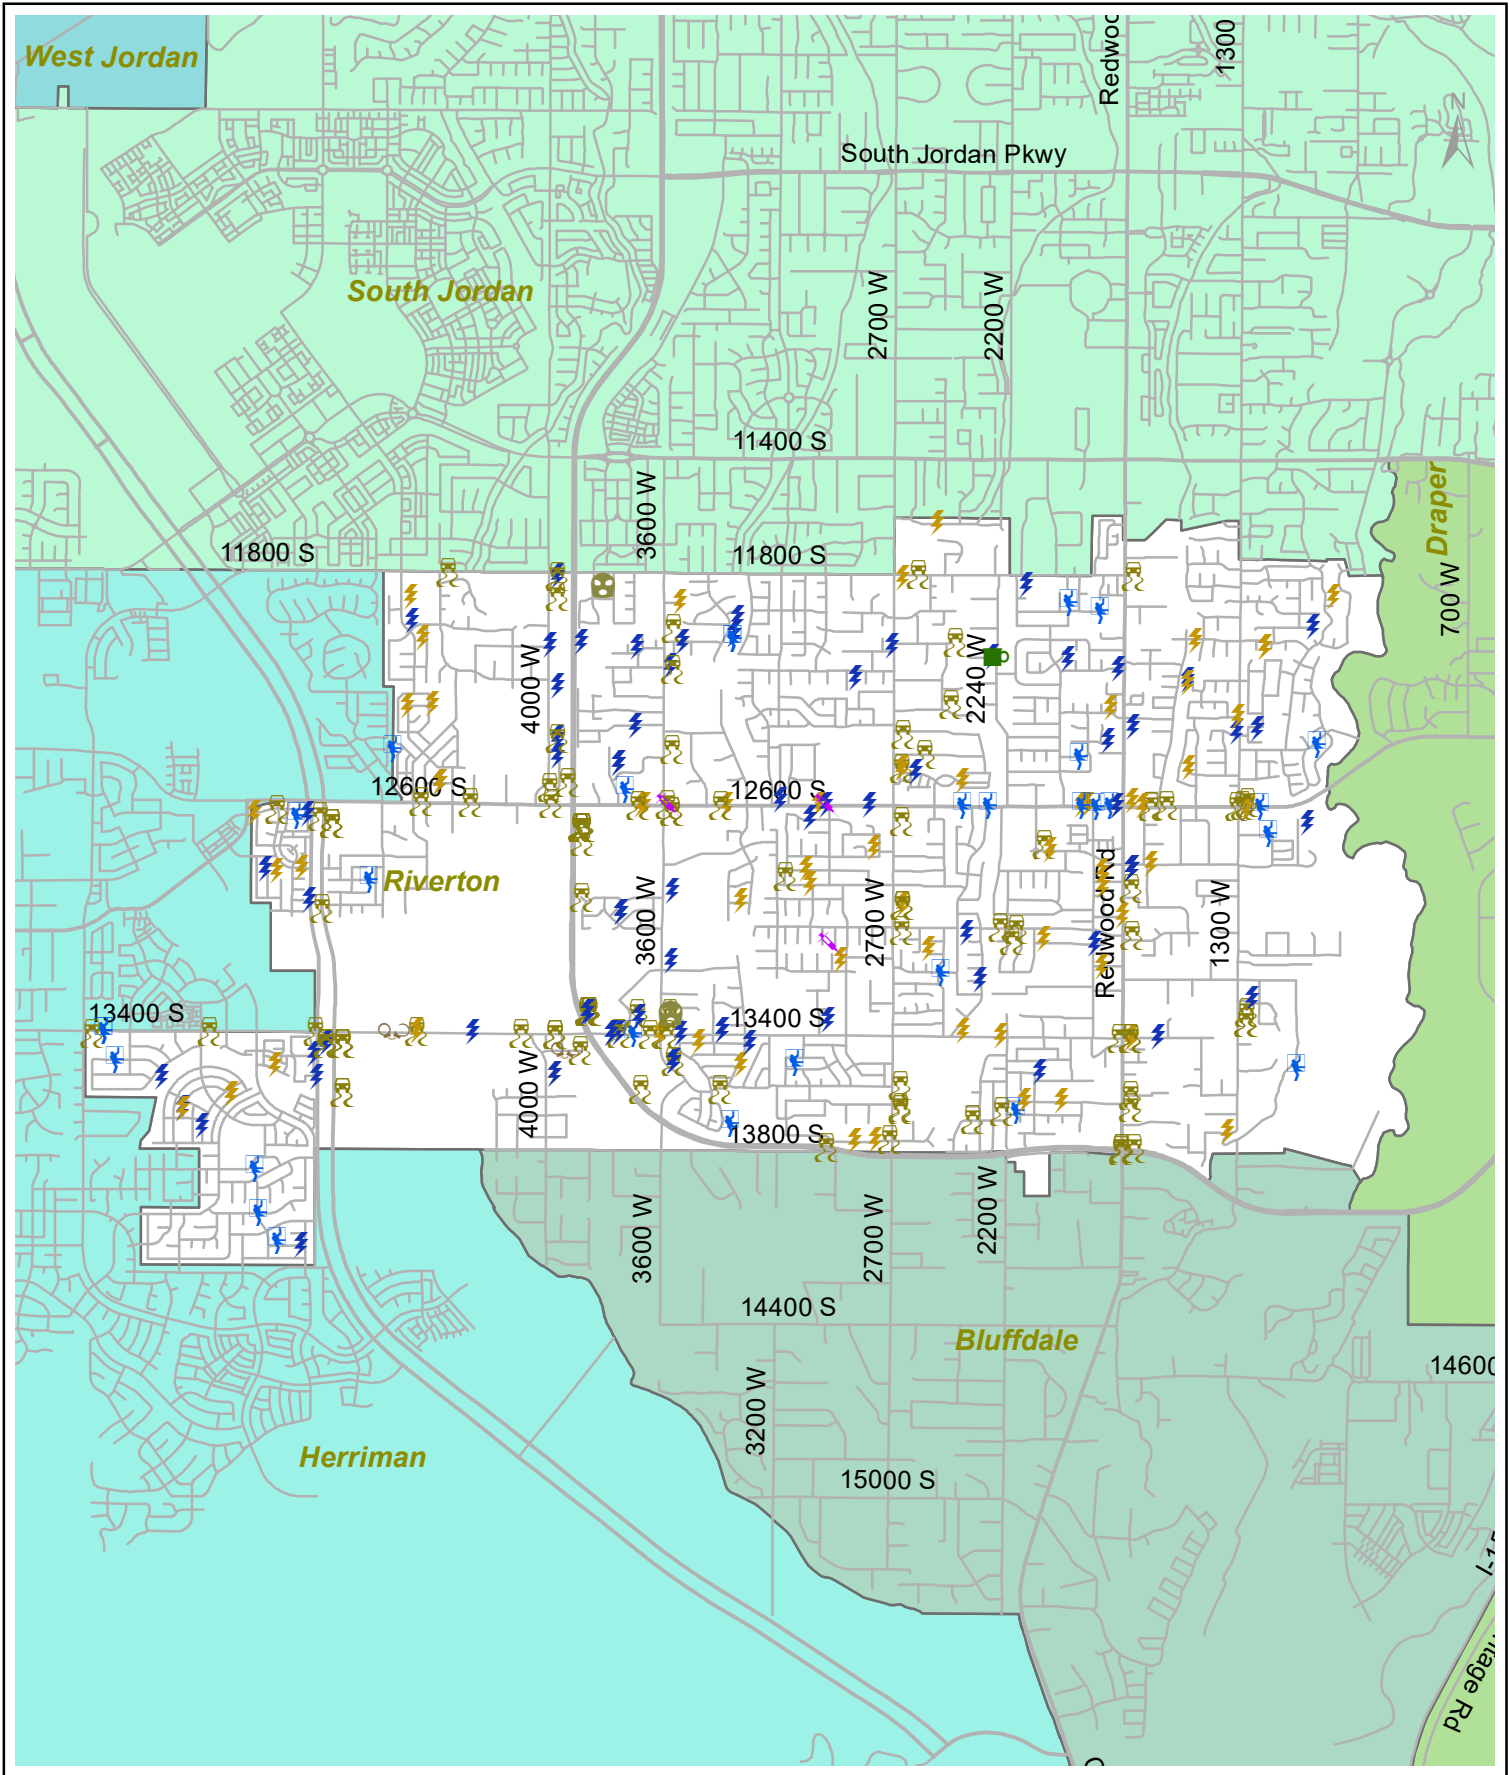 West Jordan
Redwoo
1300
N
South Jordan Pkwy
South Jordan
2700 W
2200 W
11400 S
Draper
3600 W
11800 S
11800 S
700 W
4000 W
2240 W
12600 S
12600 S
Riverton
3600 W
2700 W
Redwood Rd
1300 W
13400 S
13400 S
4000 W
13800 S
3600 W
2700 W
2200 W
14400 S
Bluffdale
14600
3200 W
Herriman
15000 S
I-15
ntage Rd